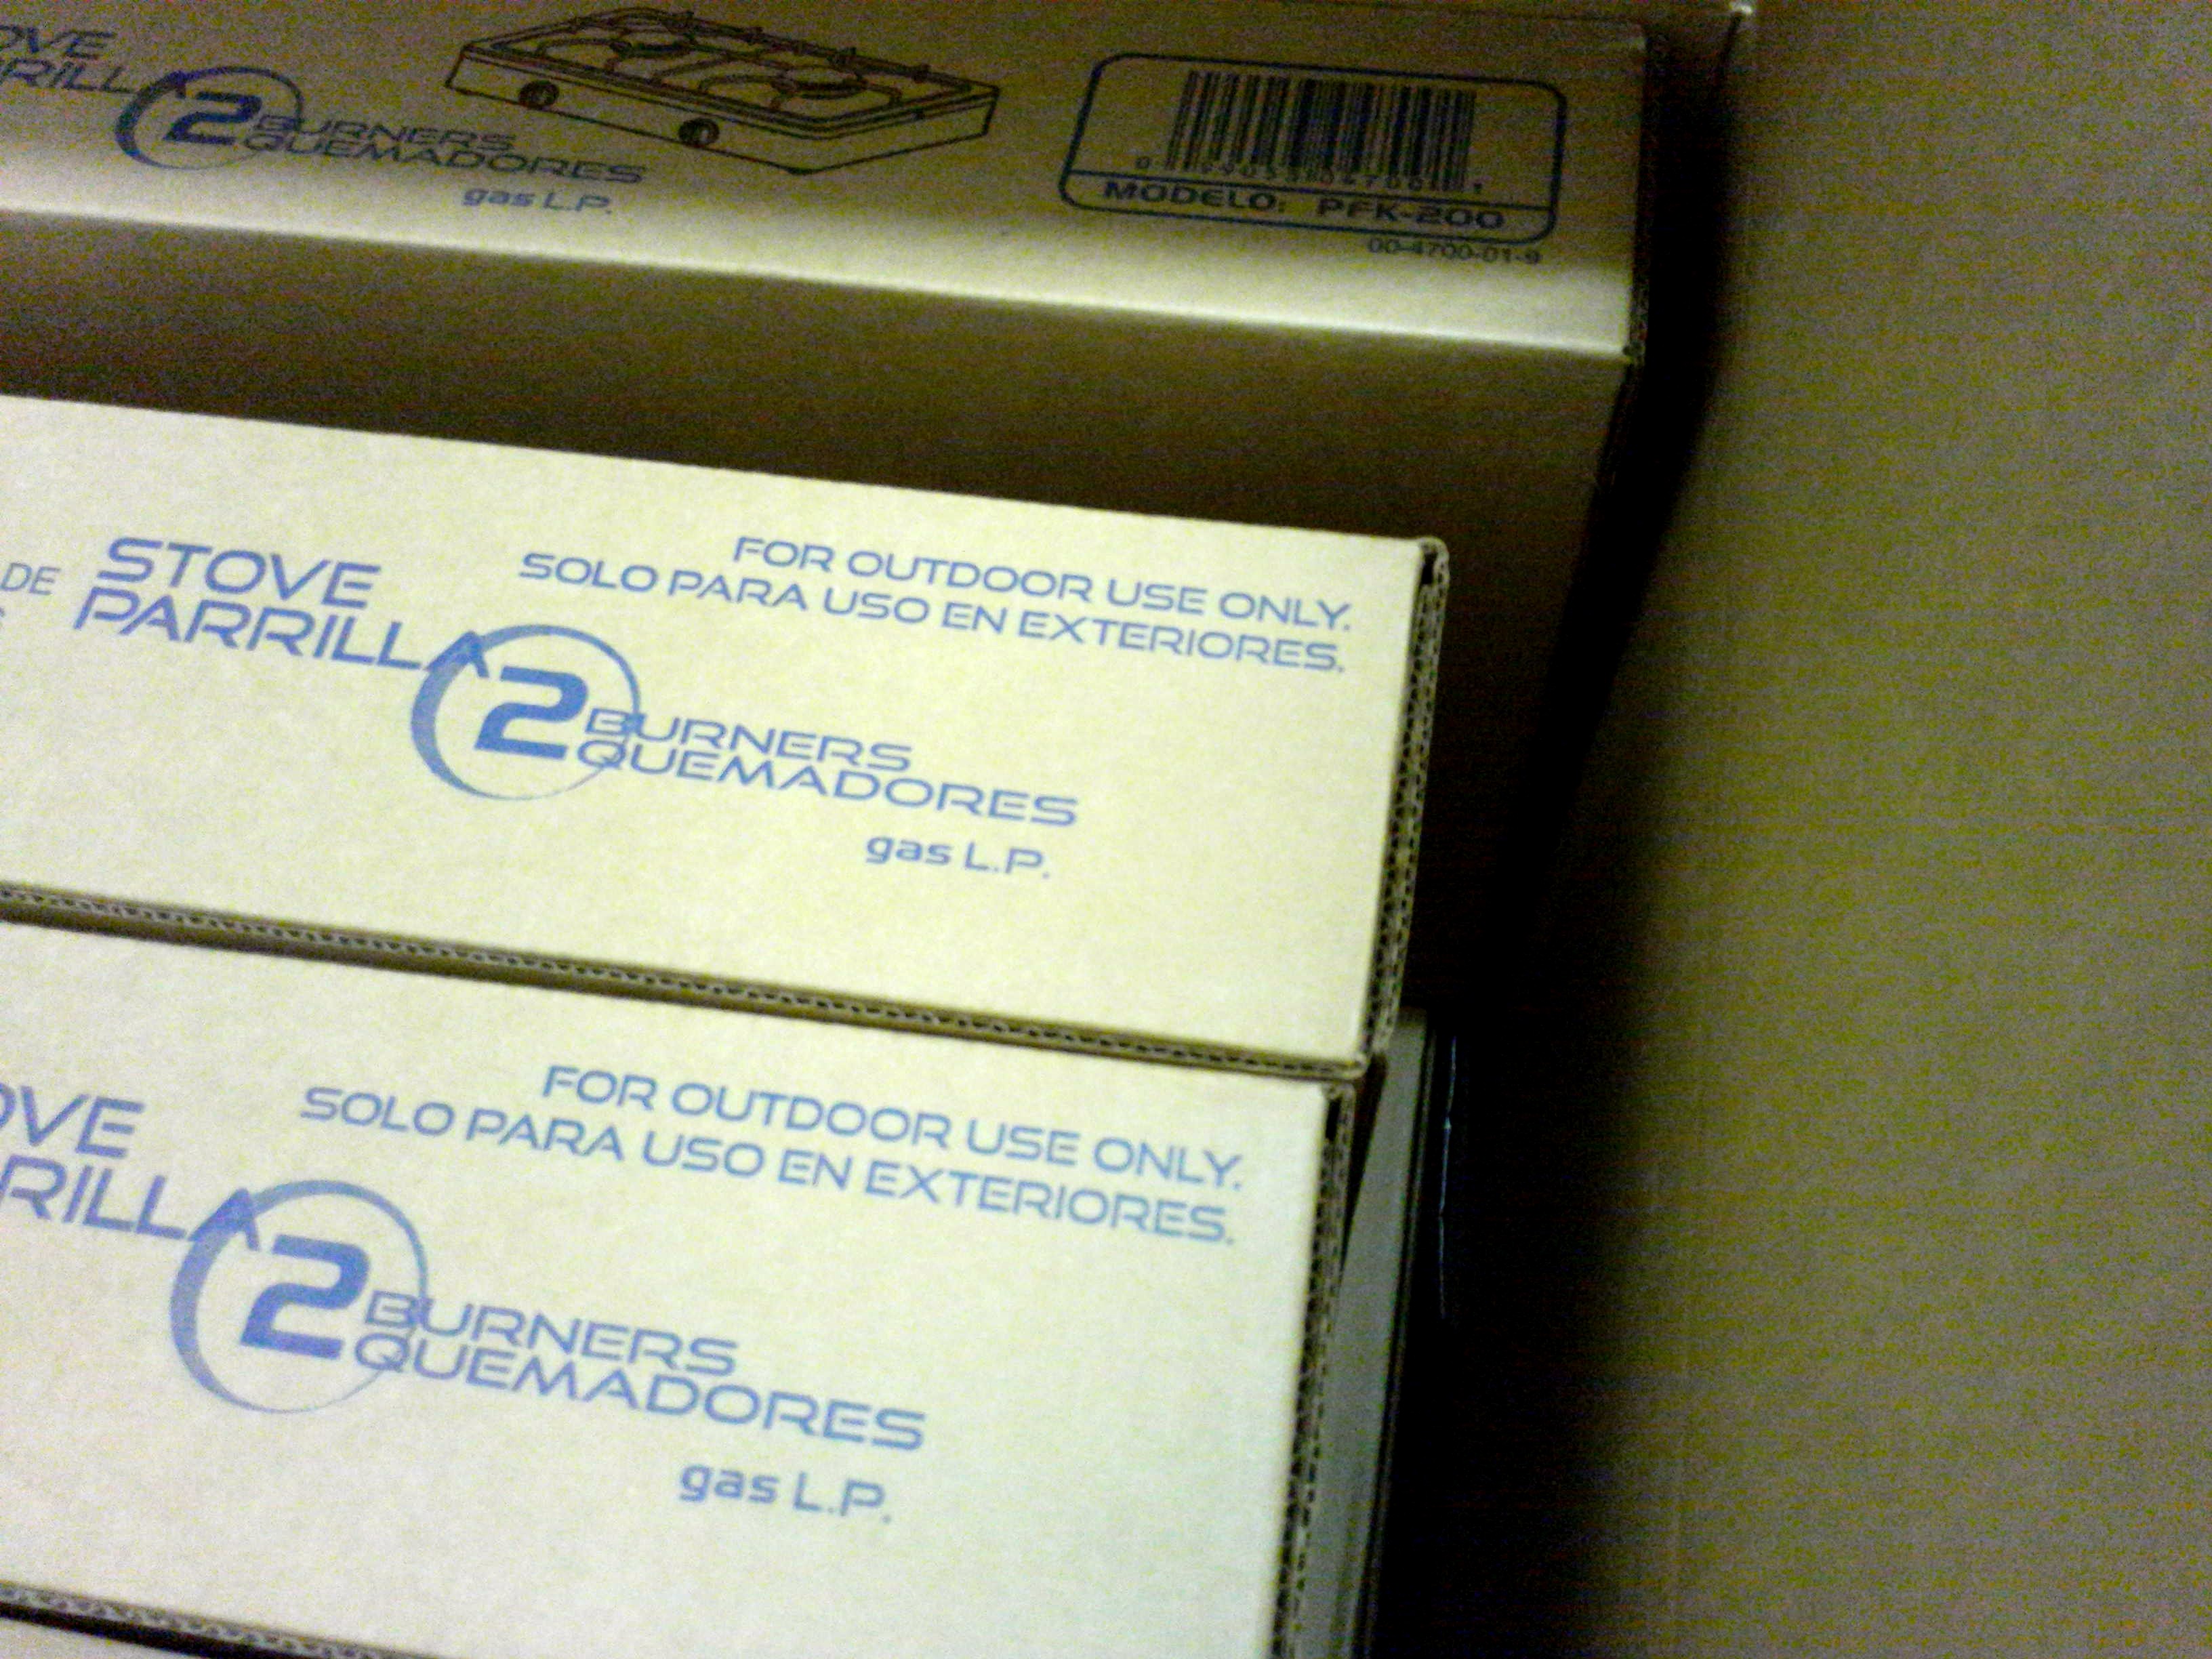 2 BURNERS
QUEMADORES
gas L.P.
MODELO: PFK-200
00-4700-01-9
DE
STOVE
PARRILLA
FOR OUTDOOR USE ONLY.
SOLO PARA USO EN EXTERIORES.
2 BURNERS
QUEMADORES
gas L.P.
FOR OUTDOOR USE ONLY.
SOLO PARA USO EN EXTERIORES.
2 BURNERS
QUEMADORES
gas L.P.